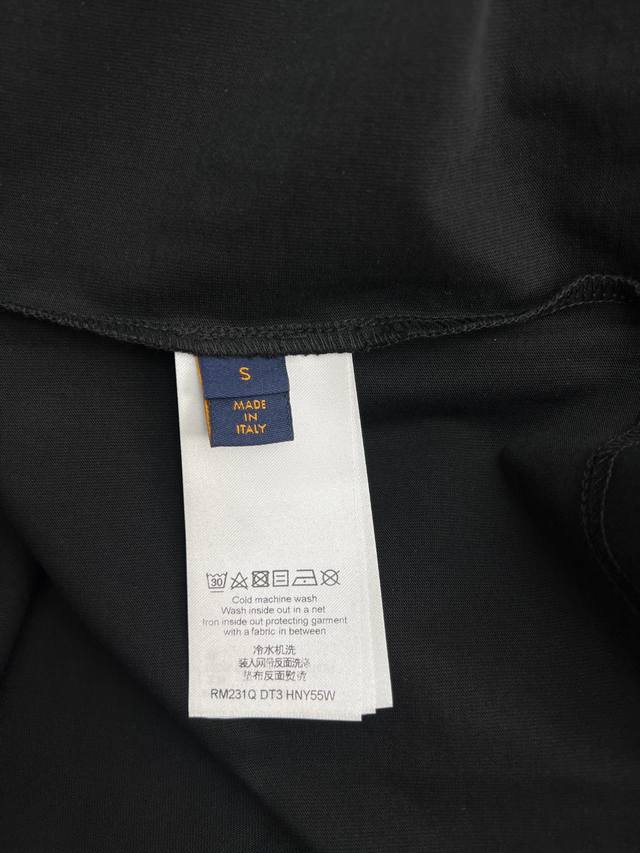 S
MADE
IN
ITALY
30
Cold machine wash
Wash inside out in a net
Iron inside out protecting garment
with a fabric in between
冷水机洗
装入网带反面洗涤
垫布反面熨烫
RM231Q DT3 HNY55W